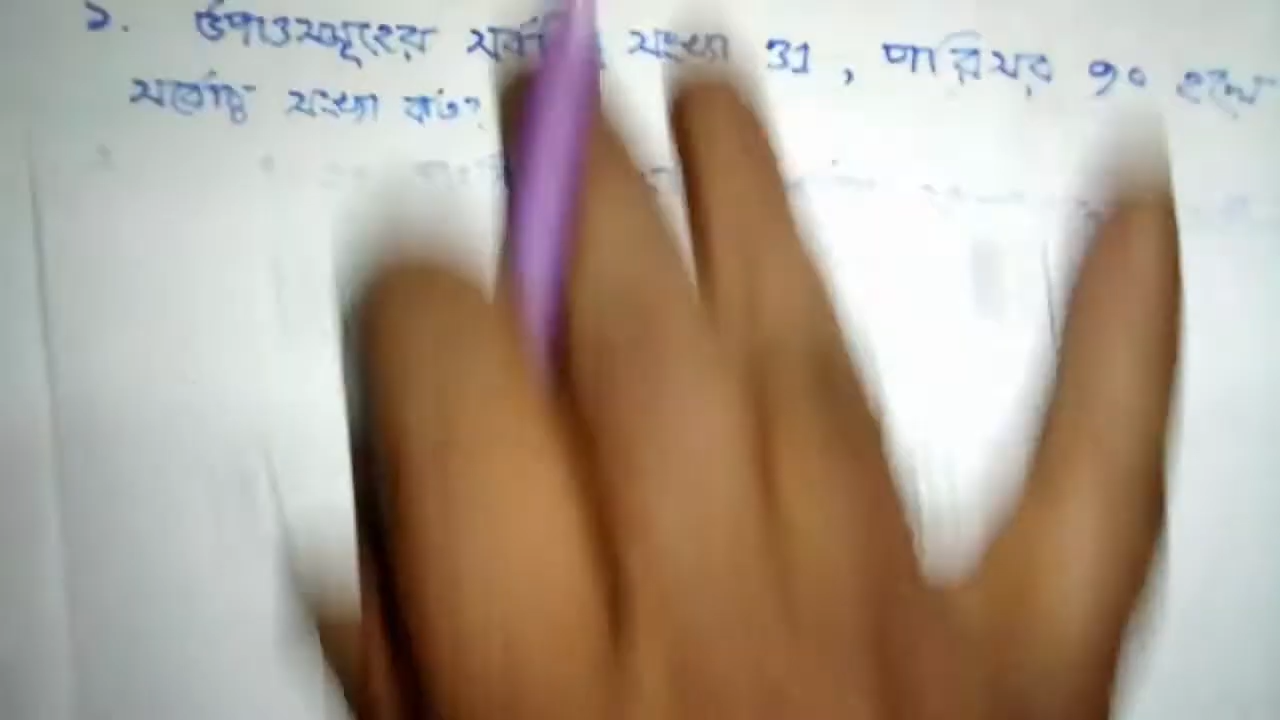 ১. উপাত্তসমূহের সংখ্যা 31, পরিসর ৭০ হলে
সর্বোচ্চ সংখ্যা কত?